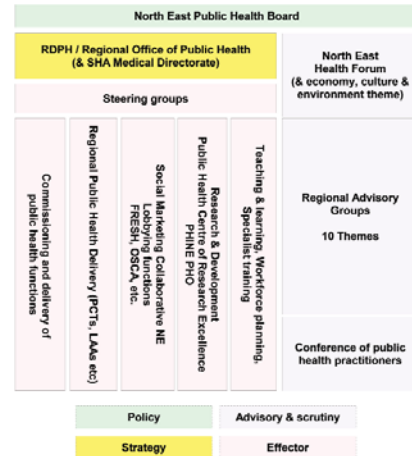 North East Public Health Board
RDPH / Regional Office of Public Health
(& SHA Medical Directorate)
Steering groups
North East
Health Forum
(& economy, culture &
environment theme)
Commissioning and delivery of
public health functions
Regional Public Health Delivery (PCTs, LAAs etc)
Social Marketing Collaborative NE
Lobbying functions
FRESH, OSCA, etc.
Research & Development
Public Health Centre of Research Excellence
PHINE PHO
Teaching & learning, Workforce planning,
Specialist training
Regional Advisory
Groups
10 Themes
Conference of public
health practitioners
Policy
Advisory & scrutiny
Strategy
Effector